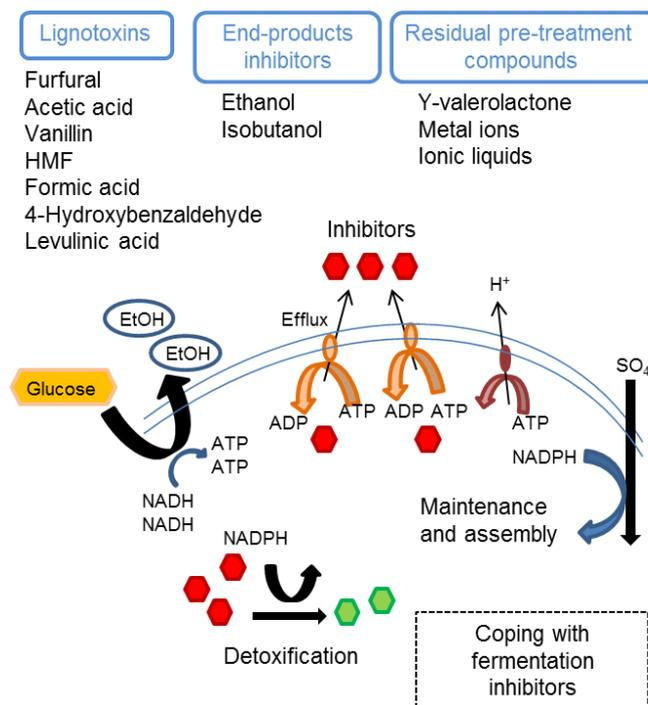 Lignotoxins
Furfural
Acetic acid
Vanillin
HMF
Formic acid
4-Hydroxybenzaldehyde
Levulinic acid
End-products
inhibitors
Ethanol
Isobutanol
Residual pre-treatment
compounds
Y-valerolactone
Metal ions
Ionic liquids
Inhibitors
H+
EtOH
EtOH
Efflux
Glucose
SO4
ADP
ATP
ADP
ATP
ATP
ATP
ATP
NADPH
NADH
NADH
Maintenance
and assembly
NADPH
Detoxification
Coping with
fermentation
inhibitors